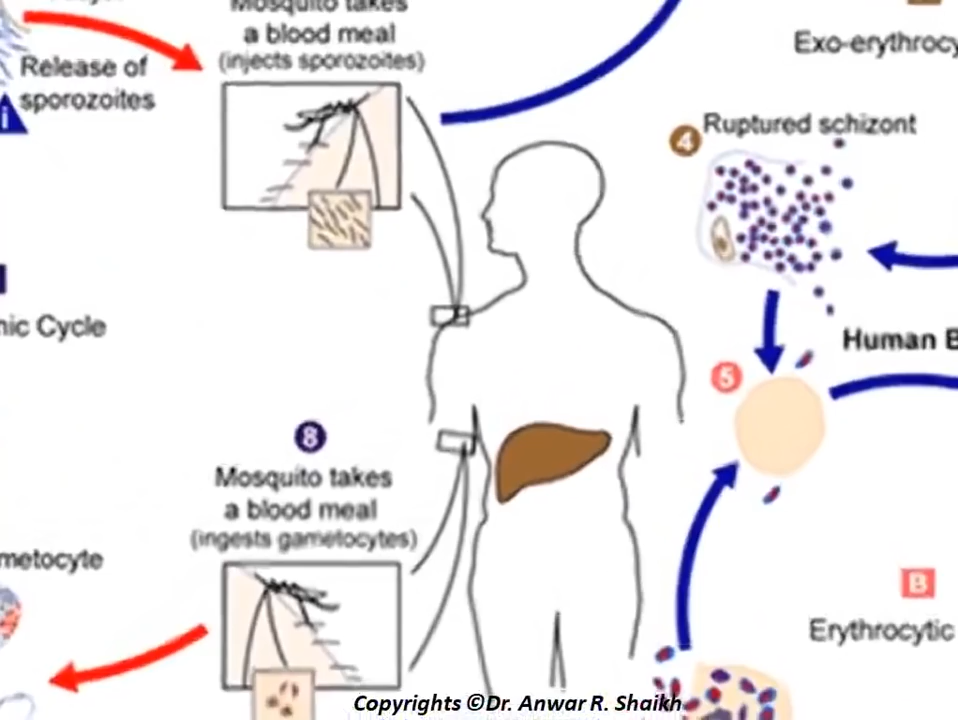 Mosquito takes
a blood meal
(injects sporozoites)
Release of
sporozoites
i
Exo-erythrocy
4
Ruptured schizont
nic Cycle
Human B
5
8
Mosquito takes
a blood meal
(ingests gametocytes)
metocyte
B
Erythrocytic
Copyrights ©Dr. Anwar R. Shaikh